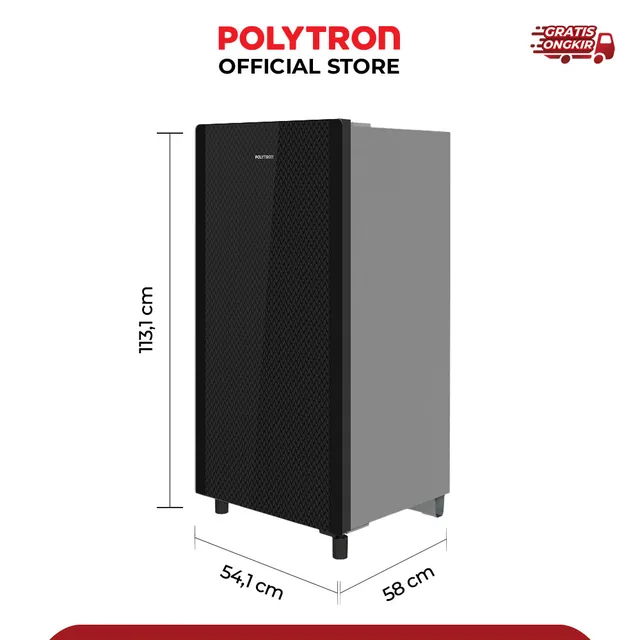 POLYTRON
OFFICIAL STORE
GRATIS
ONGKIR
POLYTRON
113,1 cm
54,1 cm
58 cm